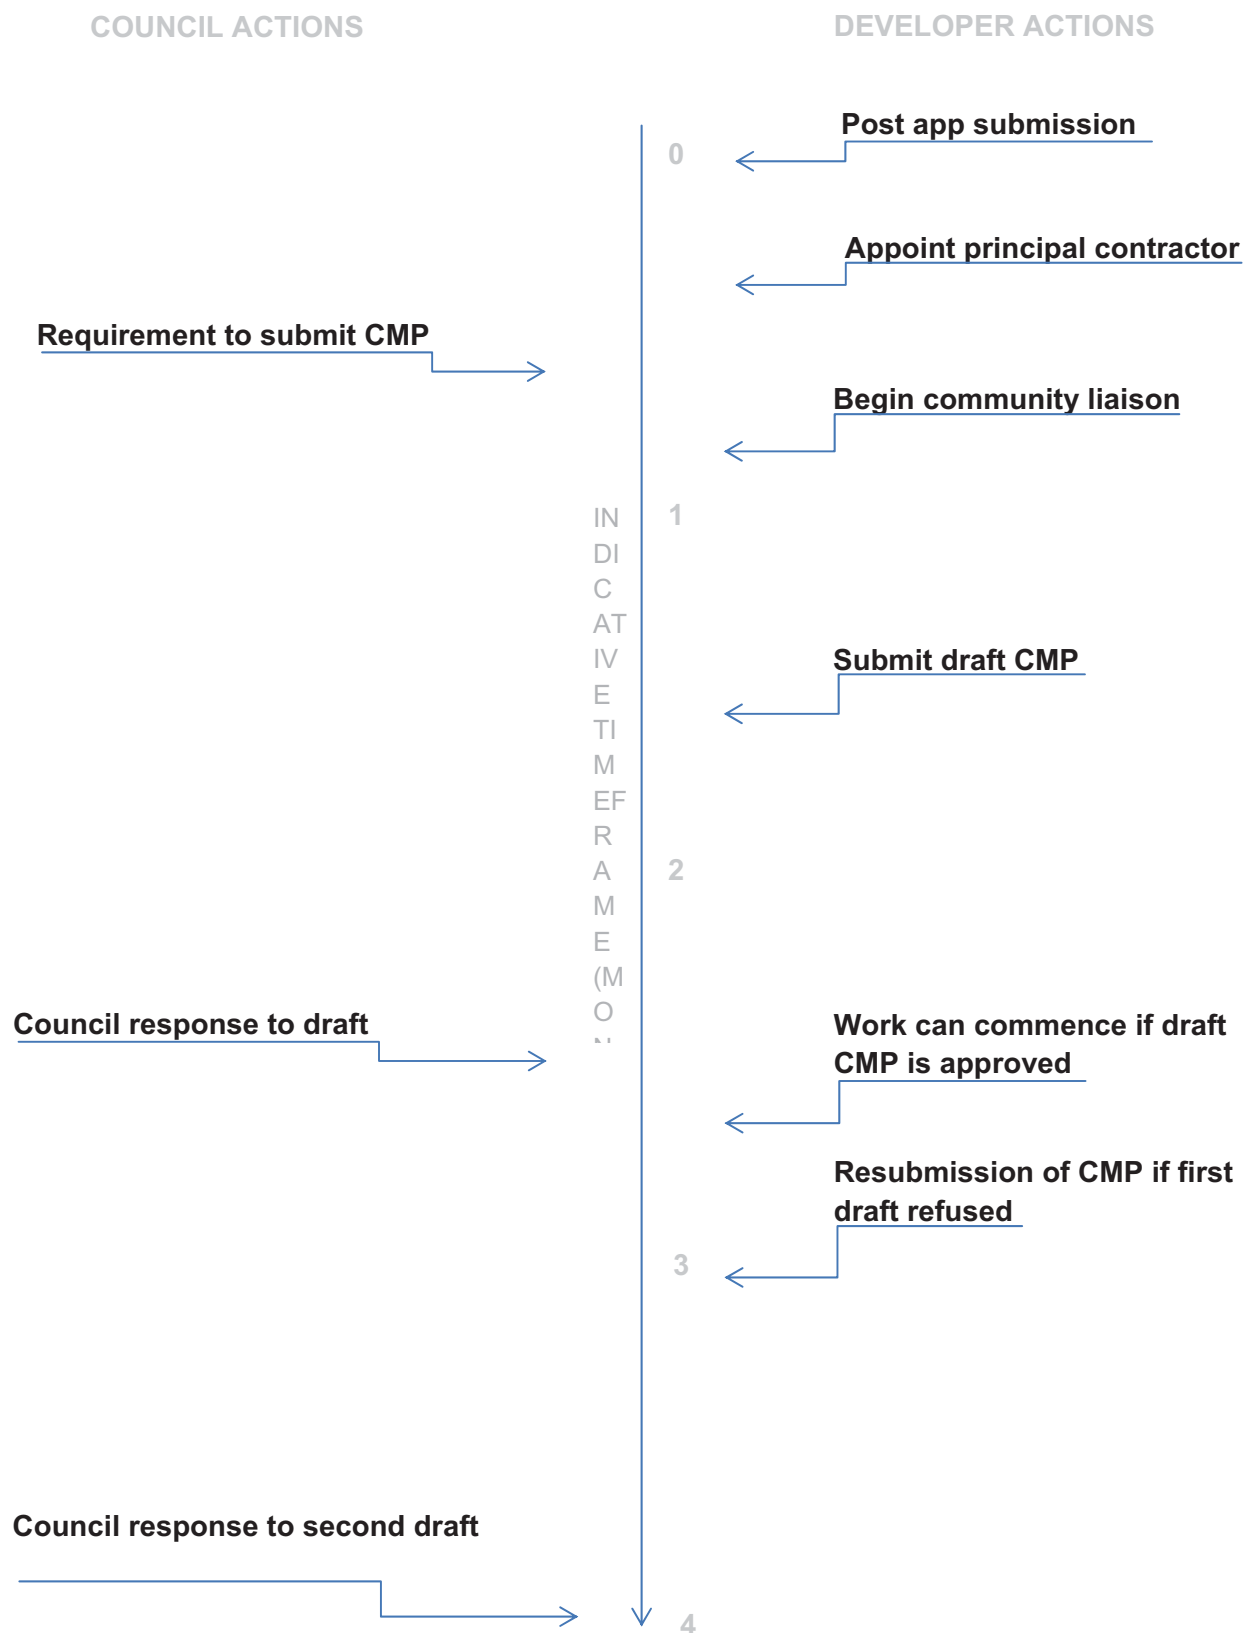 COUNCIL ACTIONS
DEVELOPER ACTIONS
Post app submission
0
Appoint principal contractor
Requirement to submit CMP
Begin community liaison
1
IN
DI
C
AT
IV
E
TI
M
EF
R
A
M
E
(M
O
N
Submit draft CMP
2
Council response to draft
Work can commence if draft
CMP is approved
Resubmission of CMP if first
draft refused
3
Council response to second draft
4